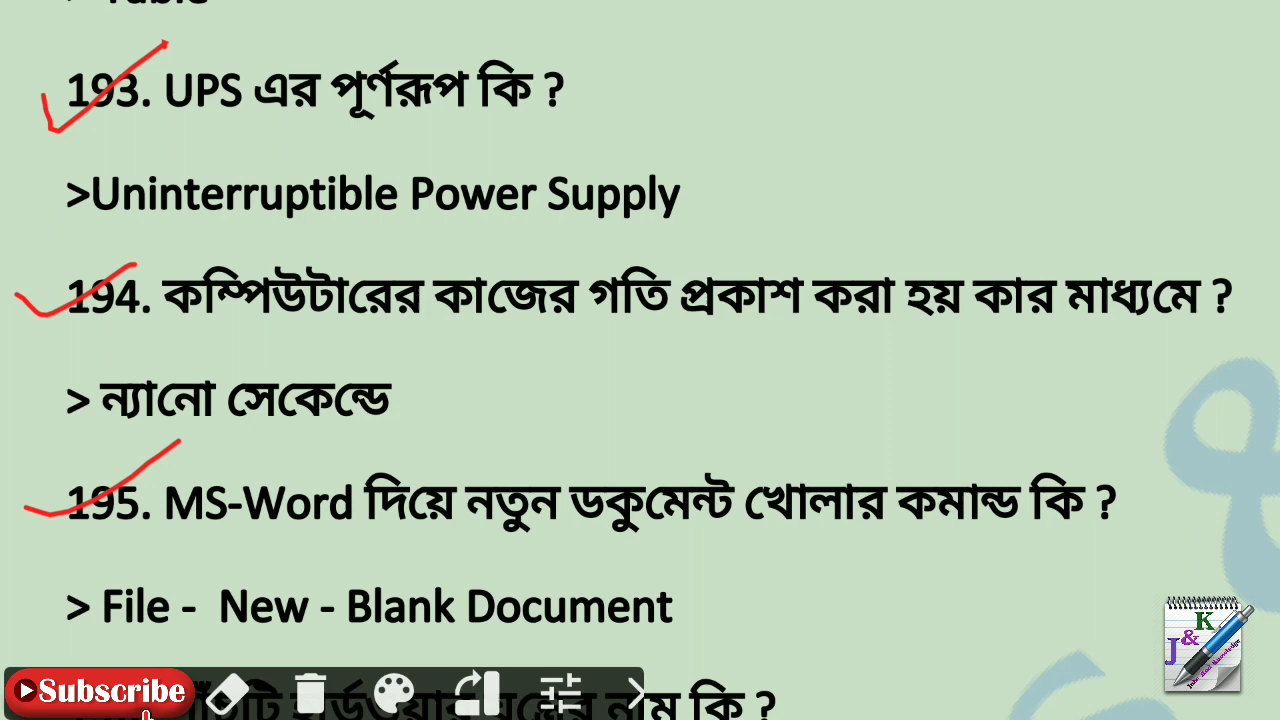 193. UPS এর পূর্ণরূপ কি ?
>Uninterruptible Power Supply
194. কম্পিউটারের কাজের গতি প্রকাশ করা হয় কার মাধ্যমে ?
> ন্যানো সেকেন্ডে
195. MS-Word দিয়ে নতুন ডকুমেন্ট খোলার কমান্ড কি ?
> File -  New - Blank Document
নাম কি ?
Subscribe
J & K